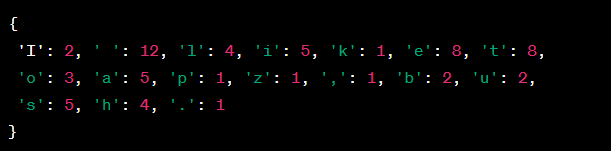 {
'I': 2, ' ': 12, 'l': 4, 'i': 5, 'k': 1, 'e': 8, 't': 8,
'o': 3, 'a': 5, 'p': 1, 'z': 1, ',': 1, 'b': 2, 'u': 2,
's': 5, 'h': 4, '.': 1
}